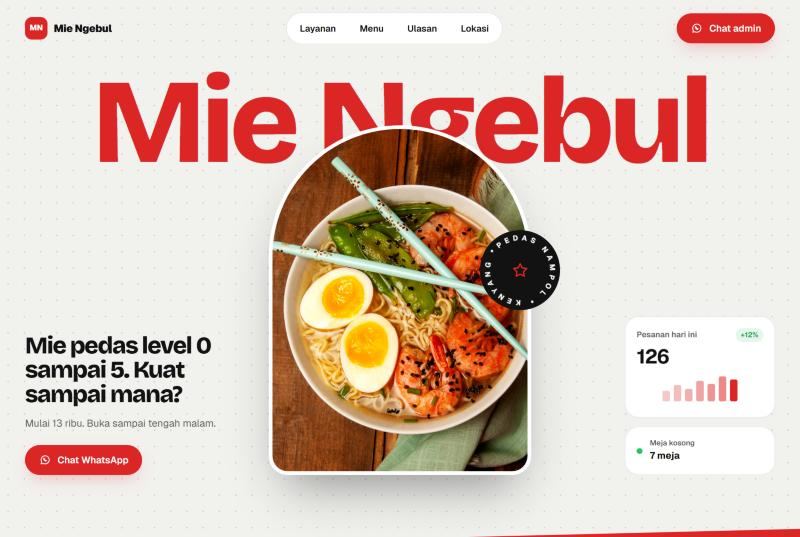 MN
Mie Ngebul
Layanan
Menu
Ulasan
Lokasi
Chat admin
Mie Ngebul
PEDAS NAMPOL • KENYANG •
Mie pedas level 0
sampai 5. Kuat
sampai mana?
Mulai 13 ribu. Buka sampai tengah malam.
Chat WhatsApp
Pesanan hari ini
+12%
126
Meja kosong
7 meja